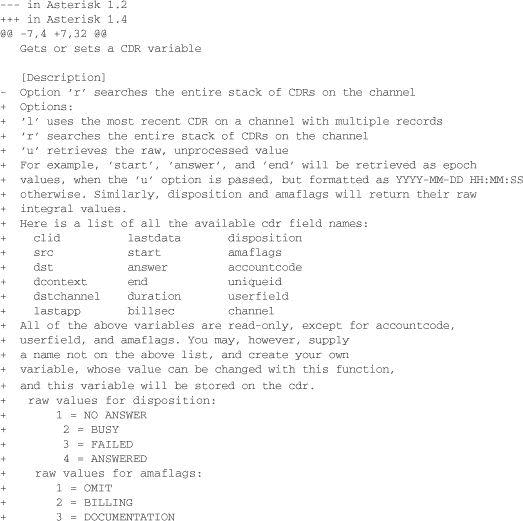 --- in Asterisk 1.2
+++ in Asterisk 1.4
@@ -7,4 +7,32 @@
   Gets or sets a CDR variable

   [Description]
-  Option 'r' searches the entire stack of CDRs on the channel
+  Options:
+  'l' uses the most recent CDR on a channel with multiple records
+  'r' searches the entire stack of CDRs on the channel
+  'u' retrieves the raw, unprocessed value
+  For example, 'start', 'answer', and 'end' will be retrieved as epoch
+  values, when the 'u' option is passed, but formatted as YYYY-MM-DD HH:MM:SS
+  otherwise. Similarly, disposition and amaflags will return their raw
+  integral values.
+  Here is a list of all the available cdr field names:
+    clid          lastdata       disposition
+    src           start          amaflags
+    dst           answer         accountcode
+    dcontext      end            uniqueid
+    dstchannel    duration       userfield
+    lastapp       billsec        channel
+  All of the above variables are read-only, except for accountcode,
+  userfield, and amaflags. You may, however, supply
+  a name not on the above list, and create your own
+  variable, whose value can be changed with this function,
+  and this variable will be stored on the cdr.
+   raw values for disposition:
+       1 = NO ANSWER
+        2 = BUSY
+        3 = FAILED
+        4 = ANSWERED
+    raw values for amaflags:
+       1 = OMIT
+       2 = BILLING
+       3 = DOCUMENTATION